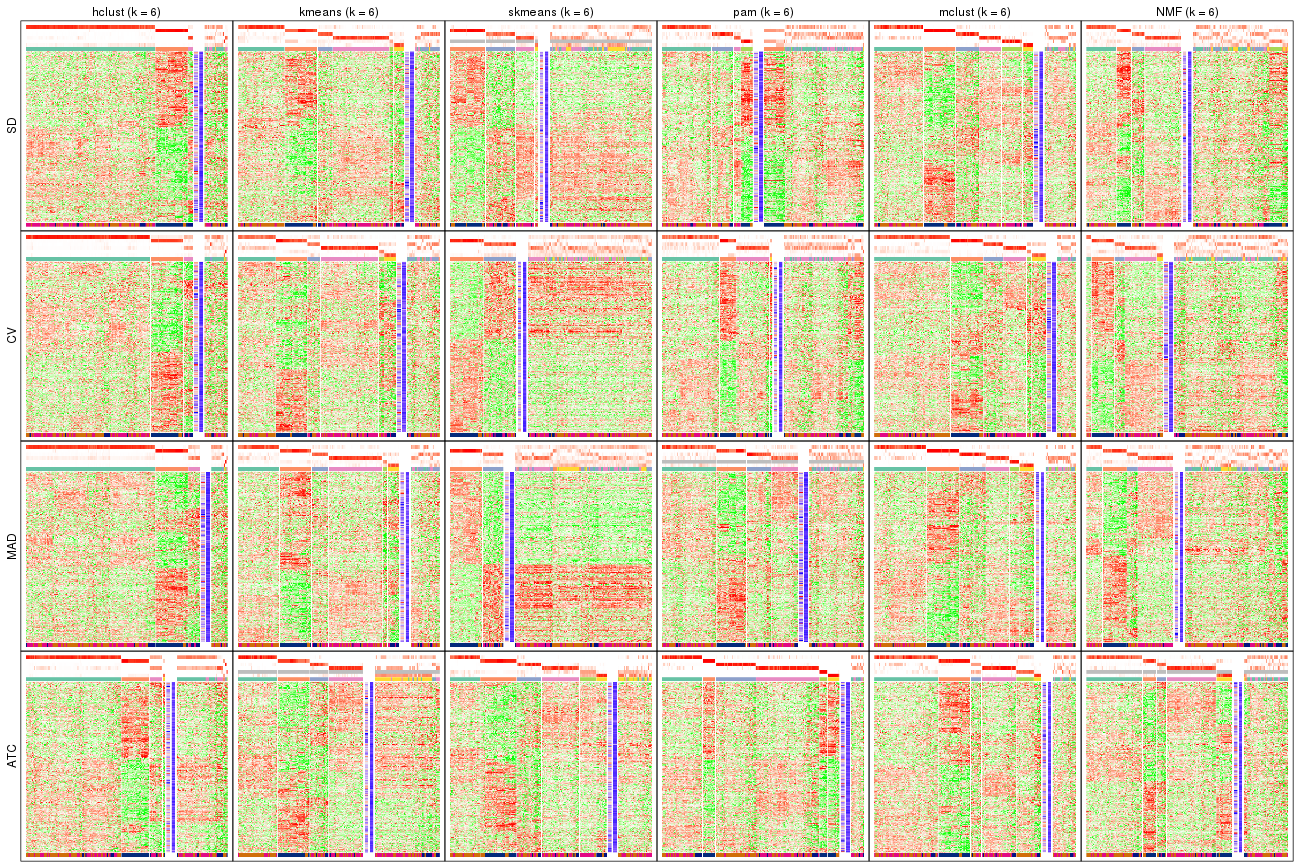 hclust (k = 6) kmeans (k = 6) skmeans (k = 6) pam (k = 6) mclust (k = 6) NMF (k = 6)
SD
CV
MAD
ATC